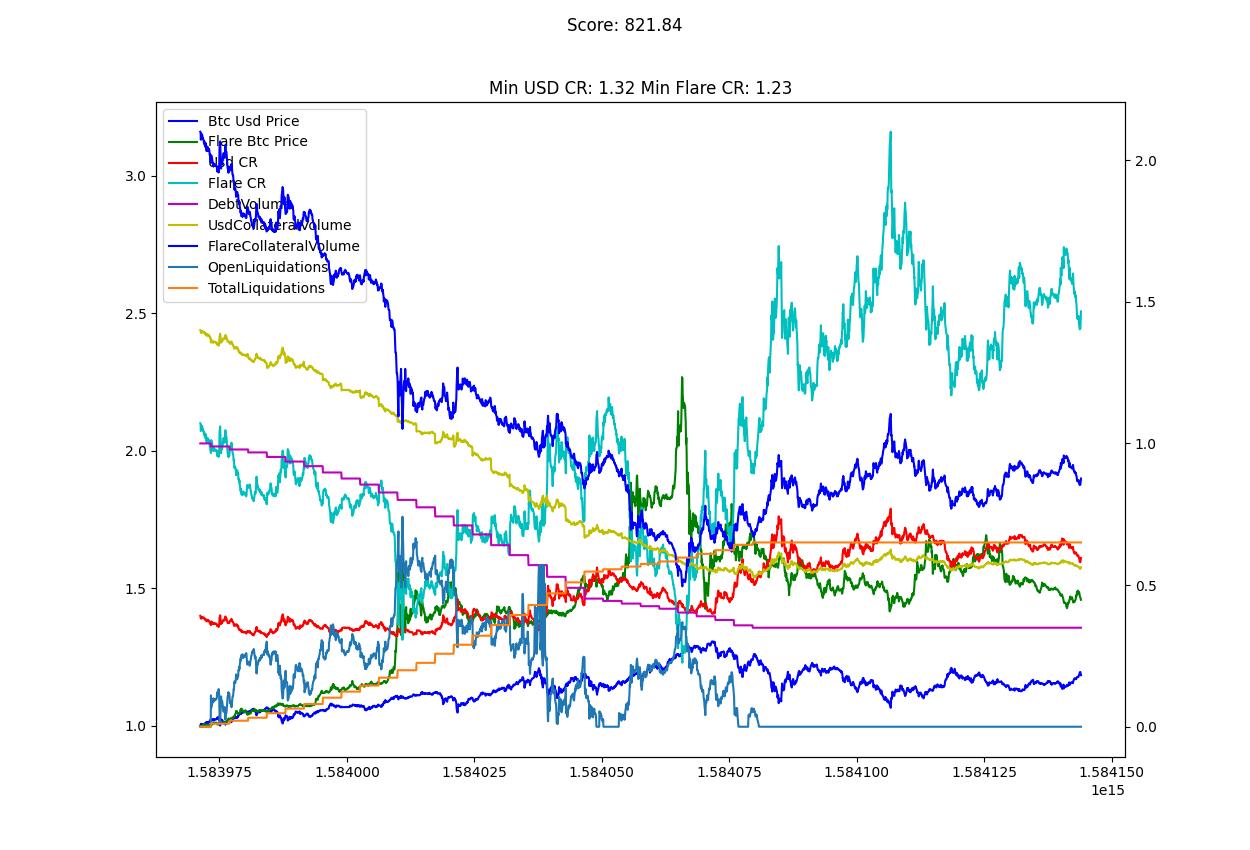 Score: 821.84
Min USD CR: 1.32 Min Flare CR: 1.23
Btc Usd Price
Flare Btc Price
Usd CR
Flare CR
DebtVolume
UsdCollateralVolume
FlareCollateralVolume
OpenLiquidations
TotalLiquidations
3.0
2.5
2.0
1.5
1.0
2.0
1.5
1.0
0.5
0.0
1.583975
1.584000
1.584025
1.584050
1.584075
1.584100
1.584125
1.584150
1e15